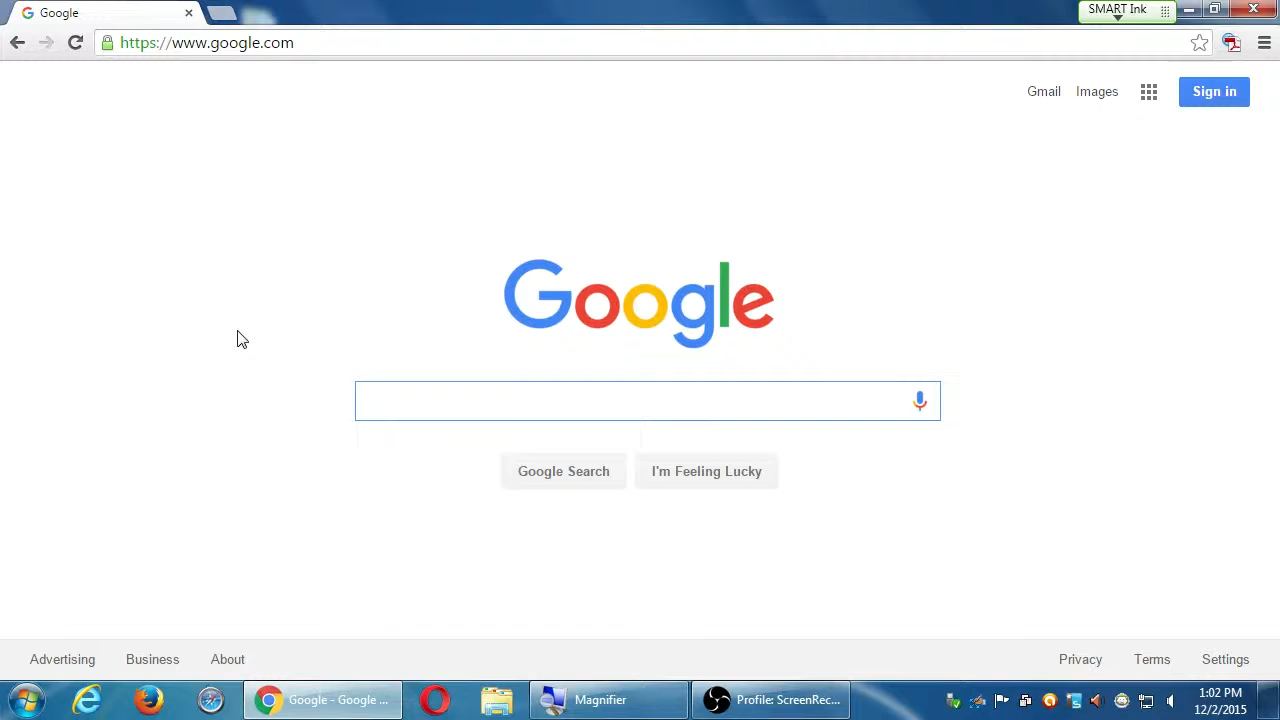 Google
SMART Ink
https://www.google.com
Gmail Images Sign in
Google
Google Search I'm Feeling Lucky
Advertising Business About Privacy Terms Settings
Google - Google ... Magnifier Profile: ScreenRec... 1:02 PM
12/2/2015